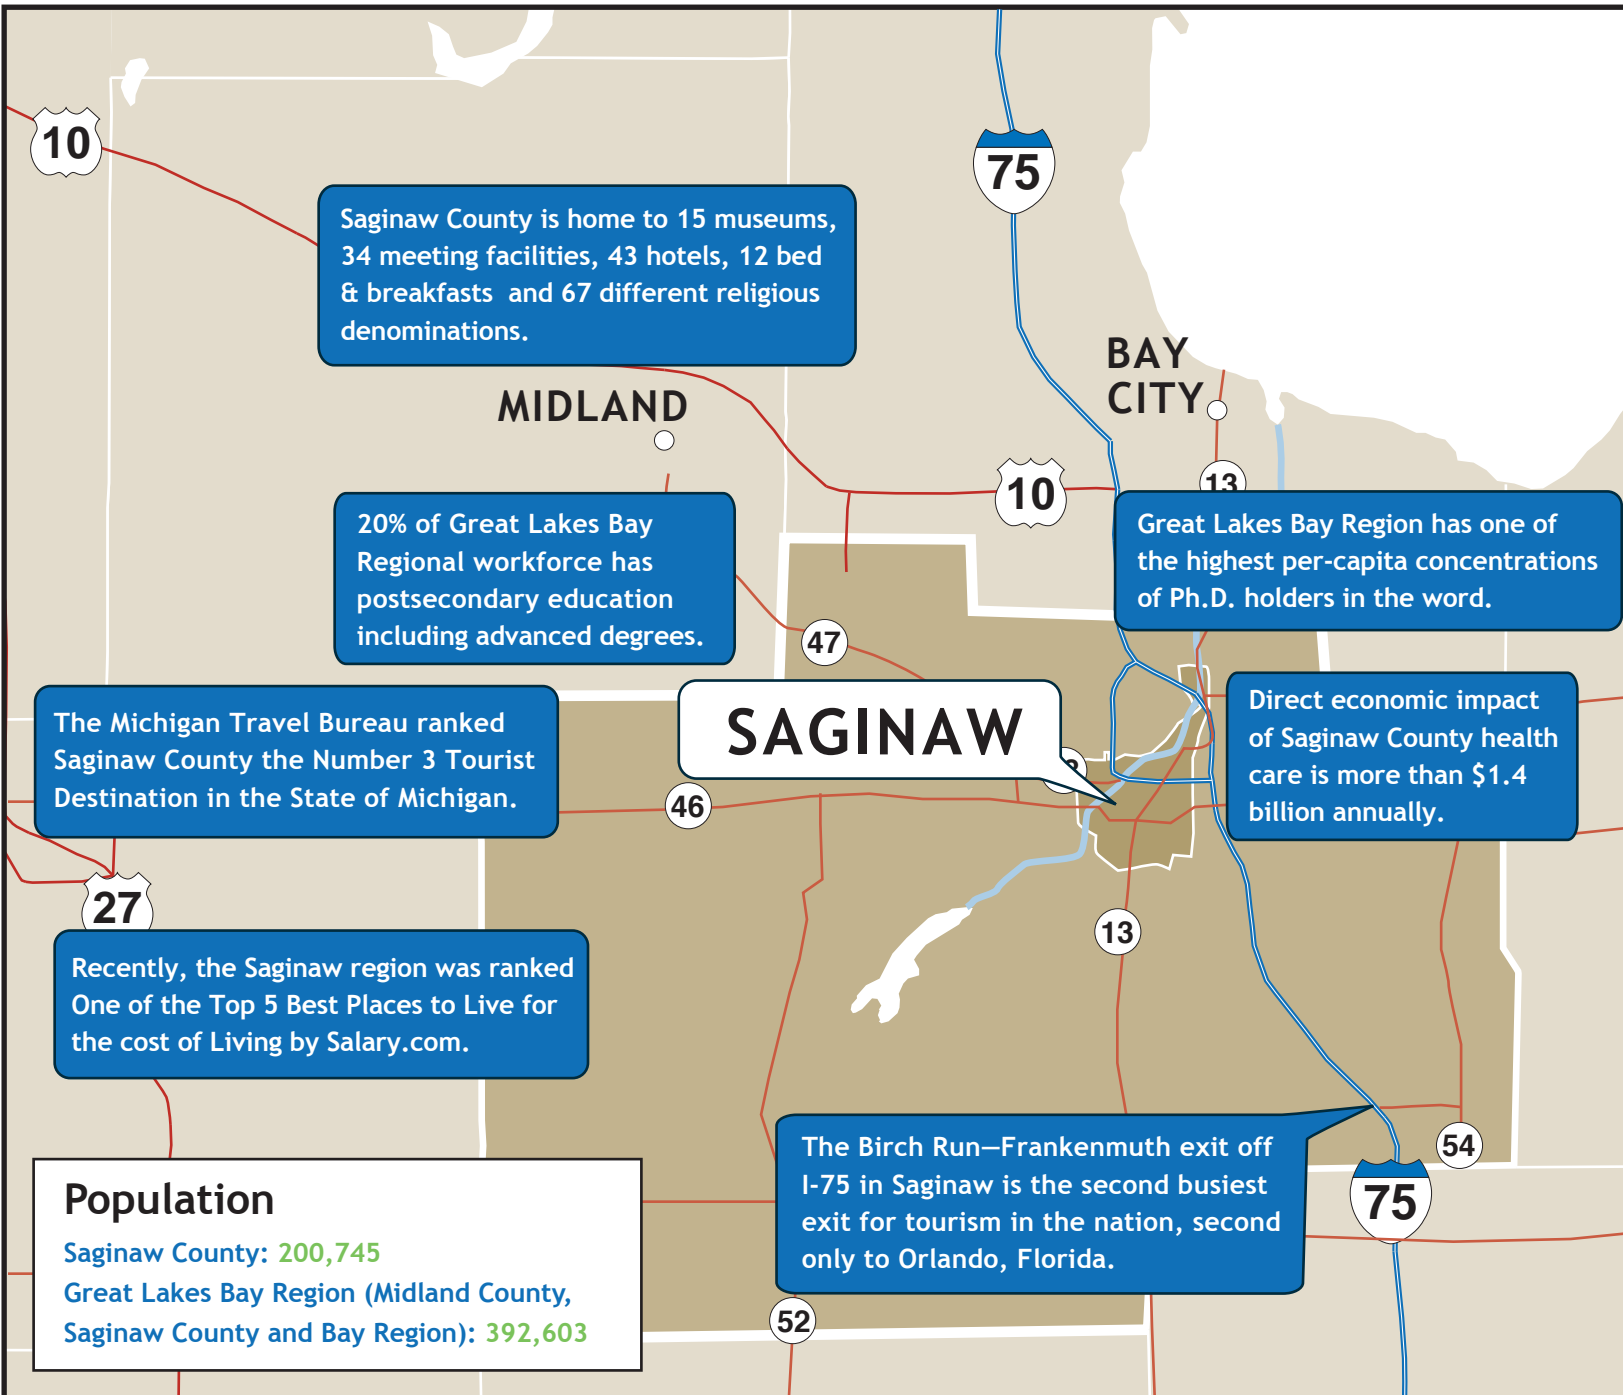 10
75
Saginaw County is home to 15 museums,
34 meeting facilities, 43 hotels, 12 bed
& breakfasts and 67 different religious
denominations.
BAY
CITY
MIDLAND
10
13
20% of Great Lakes Bay
Regional workforce has
postsecondary education
including advanced degrees.
Great Lakes Bay Region has one of
the highest per-capita concentrations
of Ph.D. holders in the word.
47
The Michigan Travel Bureau ranked
Saginaw County the Number 3 Tourist
Destination in the State of Michigan.
SAGINAW
Direct economic impact
of Saginaw County health
care is more than $1.4
billion annually.
46
27
13
Recently, the Saginaw region was ranked
One of the Top 5 Best Places to Live for
the cost of Living by Salary.com.
The Birch Run—Frankenmuth exit off
I-75 in Saginaw is the second busiest
exit for tourism in the nation, second
only to Orlando, Florida.
54
75
Population
Saginaw County: 200,745
Great Lakes Bay Region (Midland County,
Saginaw County and Bay Region): 392,603
52